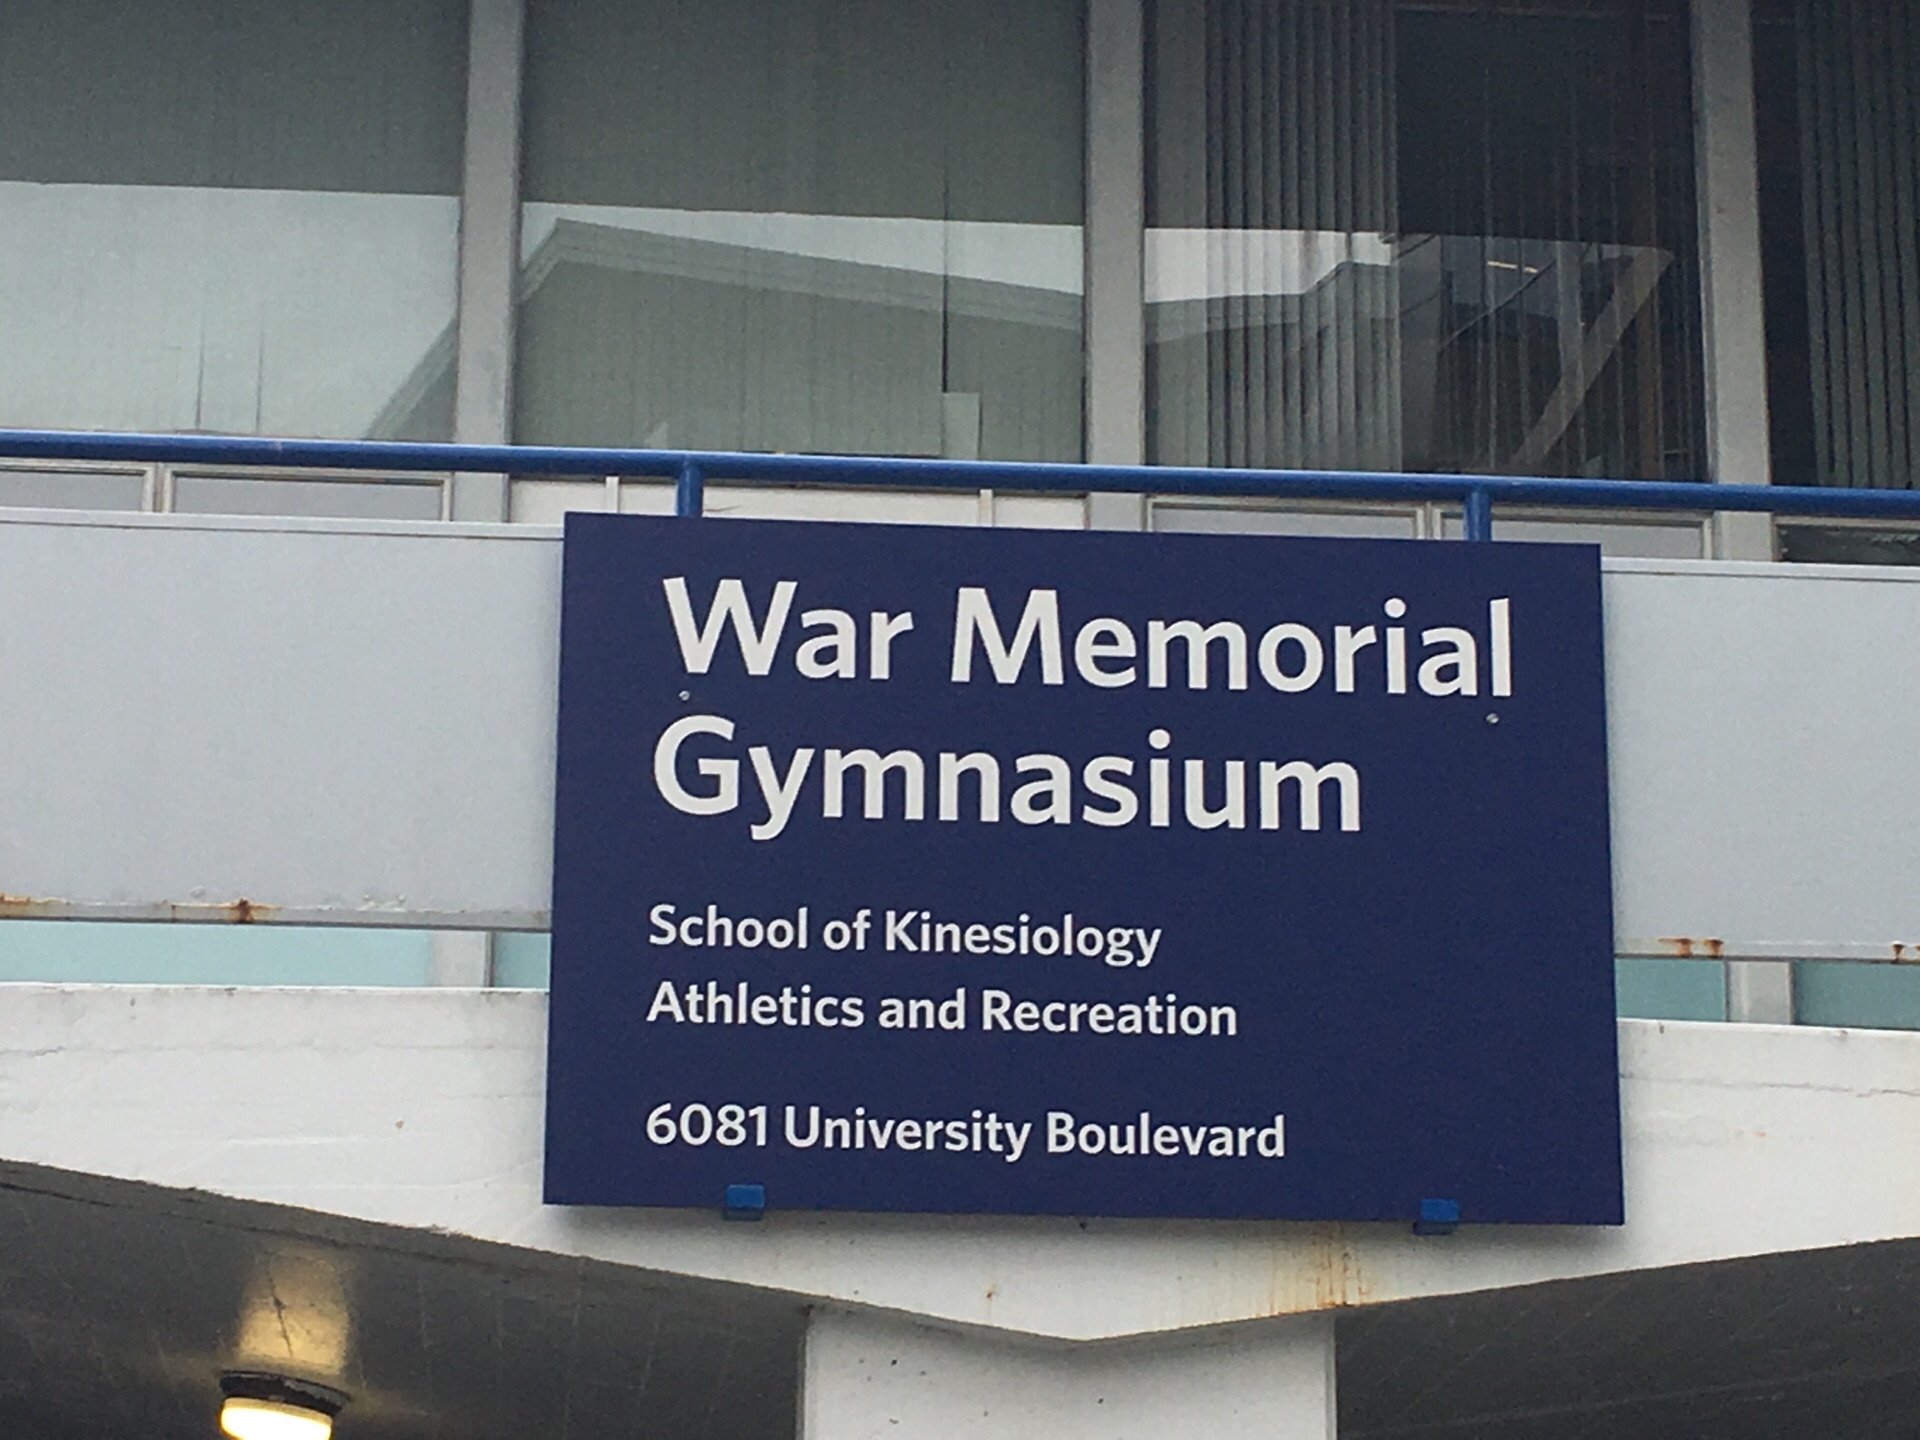 War Memorial
Gymnasium
School of Kinesiology
Athletics and Recreation
6081 University Boulevard